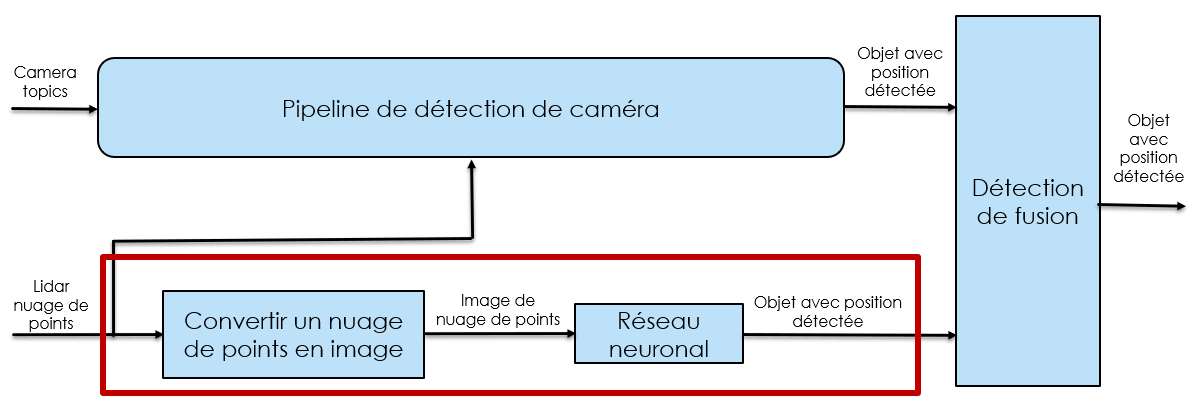 Camera
topics
Pipeline de détection de caméra
Objet avec
position
détectée
Objet
avec
position
détectée
Détection
de fusion
Lidar
nuage de
points
Convertir un nuage
de points en image
Image de
nuage de points
Réseau
neuronal
Objet avec position
détectée